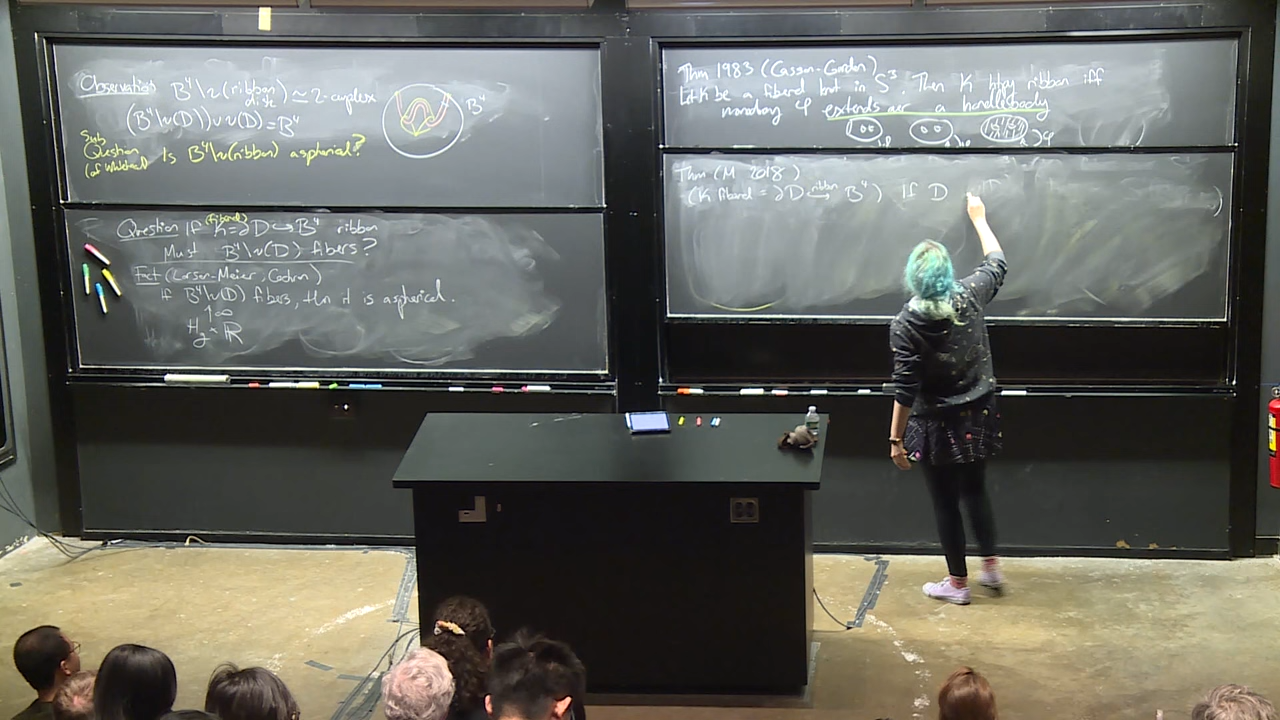 Observation B⁴\ν(ribbon disk) ≃ 2-complex
(B⁴\ν(D)) ∪ ν(D) = B⁴
B⁴
Sub
Question Is B⁴\ν(ribbon) aspherical?
(of Whitehead)
Question If (fibered) K=∂D ↪ B⁴ ribbon
Must B⁴\ν(D) fibers?
Fact (Larson-Meier, Cochran)
If B⁴\ν(D) fibers, then it is aspherical.
↑∞
H_g × ℝ
Thm 1983 (Casson-Gordon)
Let K be a fibered knot in S³. Then K htpy ribbon iff
monodromy φ extends over a handlebody
Thm (M 2018)
(K fibered = ∂D ribbon B⁴) If D
)